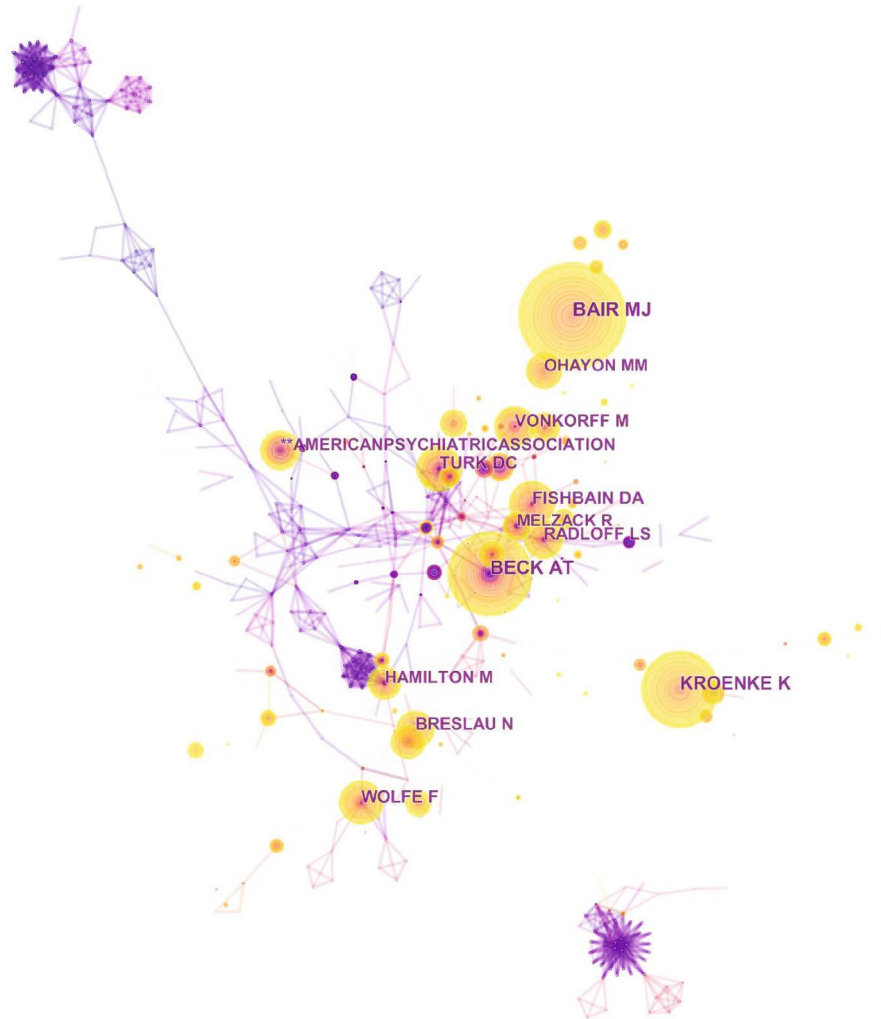 BAIR MJ
OHAYON MM
VONKORFF M
**AMERICANPSYCHIATRICASSOCIATION
TURK DC
FISHBAIN DA
MELZACK R
RADLOFF LS
BECK AT
HAMILTON M
KROENKE K
BRESLAU N
WOLFE F